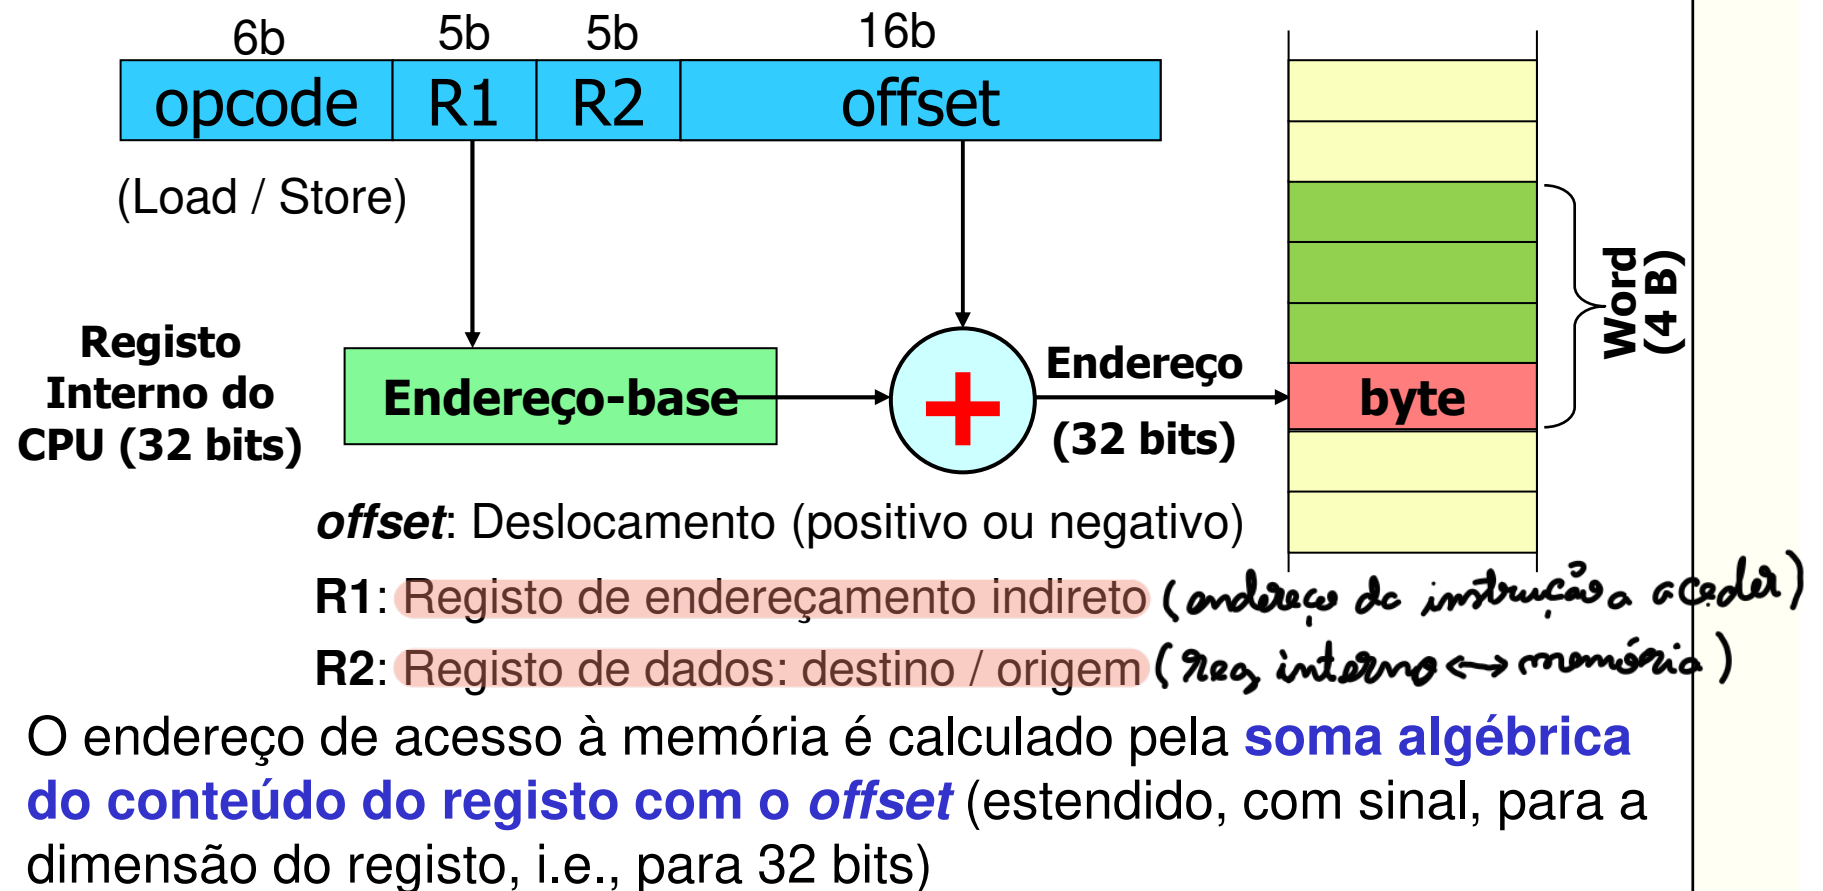 6b 5b 5b 16b
opcode R1 R2 offset
(Load / Store)
Registo
Interno do
CPU (32 bits)
Endereço-base
+
Endereço
(32 bits)
byte
Word
(4 B)
offset: Deslocamento (positivo ou negativo)
R1: Registo de endereçamento indireto (endereço da instrução a aceder)
R2: Registo de dados: destino / origem (reg interno ↔ memória)
O endereço de acesso à memória é calculado pela soma algébrica
do conteúdo do registo com o offset (estendido, com sinal, para a
dimensão do registo, i.e., para 32 bits)